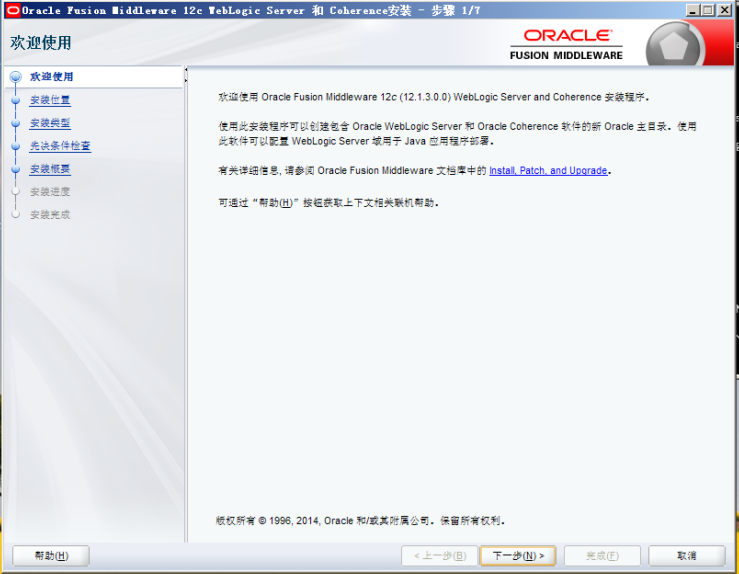 Oracle Fusion Middleware 12c WebLogic Server 和 Coherence安装 - 步骤 1/7
欢迎使用
ORACLE
FUSION MIDDLEWARE
欢迎使用
安装位置
安装类型
先决条件检查
安装概要
安装进度
安装完成
欢迎使用 Oracle Fusion Middleware 12c (12.1.3.0.0) WebLogic Server and Coherence 安装程序。
使用此安装程序可以创建包含 Oracle WebLogic Server 和 Oracle Coherence 软件的新 Oracle 主目录。使用
此软件可以配置 WebLogic Server 域用于 Java 应用程序部署。
有关详细信息, 请参阅 Oracle Fusion Middleware 文档库中的 Install, Patch, and Upgrade。
可通过“帮助(H)”按钮获取上下文相关联机帮助。
版权所有 © 1996, 2014, Oracle 和/或其附属公司。保留所有权利。
帮助(H)
< 上一步(B)
下一步(N) >
完成(F)
取消